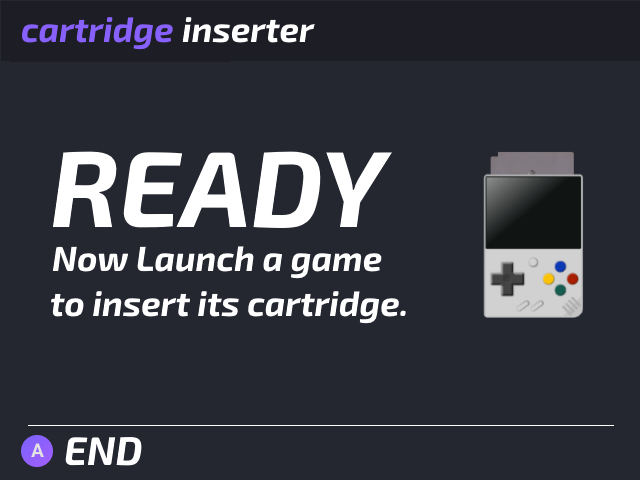 cartridge inserter
READY
Now Launch a game
to insert its cartridge.
A END